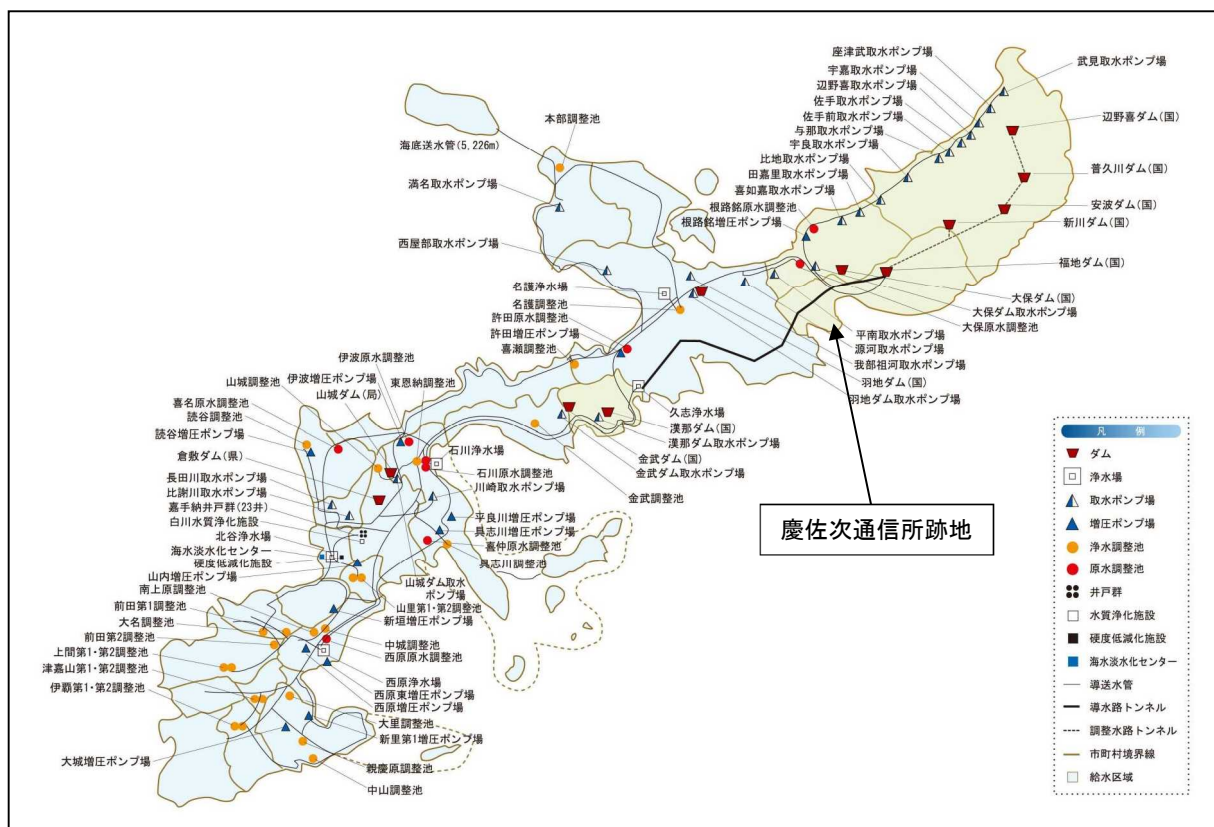 座津武取水ポンプ場
武見取水ポンプ場
宇嘉取水ポンプ場
辺野喜取水ポンプ場
佐手取水ポンプ場
佐手前取水ポンプ場
与那取水ポンプ場
宇良取水ポンプ場
比地取水ポンプ場
田嘉里取水ポンプ場
喜如嘉取水ポンプ場
根路銘原水調整池
根路銘増圧ポンプ場
辺野喜ダム(国)
普久川ダム(国)
安波ダム(国)
新川ダム(国)
福地ダム(国)
大保ダム(国)
大保ダム取水ポンプ場
大保原水調整池
平南取水ポンプ場
源河取水ポンプ場
我部祖河取水ポンプ場
羽地ダム(国)
羽地ダム取水ポンプ場
本部調整池
海底送水管(5,226m)
満名取水ポンプ場
西屋部取水ポンプ場
名護浄水場
名護調整池
許田原水調整池
許田増圧ポンプ場
喜瀬調整池
久志浄水場
漢那ダム(国)
漢那ダム取水ポンプ場
金武ダム(国)
金武ダム取水ポンプ場
金武調整池
伊波原水調整池
伊波増圧ポンプ場
東恩納調整池
山城調整池
山城ダム(局)
喜名原水調整池
読谷調整池
読谷増圧ポンプ場
倉敷ダム(県)
長田川取水ポンプ場
比謝川取水ポンプ場
嘉手納井戸群(23井)
白川水質浄化施設
北谷浄水場
海水淡水化センター
硬度低減化施設
山内増圧ポンプ場
石川浄水場
石川原水調整池
川崎取水ポンプ場
平良川増圧ポンプ場
具志川増圧ポンプ場
喜仲原水調整池
具志川調整池
山城ダム取水
ポンプ場
山里第1・第2調整池
新垣増圧ポンプ場
南上原調整池
前田第1調整池
大名調整池
前田第2調整池
上間第1・第2調整池
津嘉山第1・第2調整池
伊覇第1・第2調整池
中城調整池
西原原水調整池
西原浄水場
西原東増圧ポンプ場
西原増圧ポンプ場
大里調整池
新里第1増圧ポンプ場
大城増圧ポンプ場
親慶原調整池
中山調整池
慶佐次通信所跡地
凡 例
ダム
浄水場
取水ポンプ場
増圧ポンプ場
浄水調整池
原水調整池
井戸群
水質浄化施設
硬度低減化施設
海水淡水化センター
導送水管
導水路トンネル
調整水路トンネル
市町村境界線
給水区域